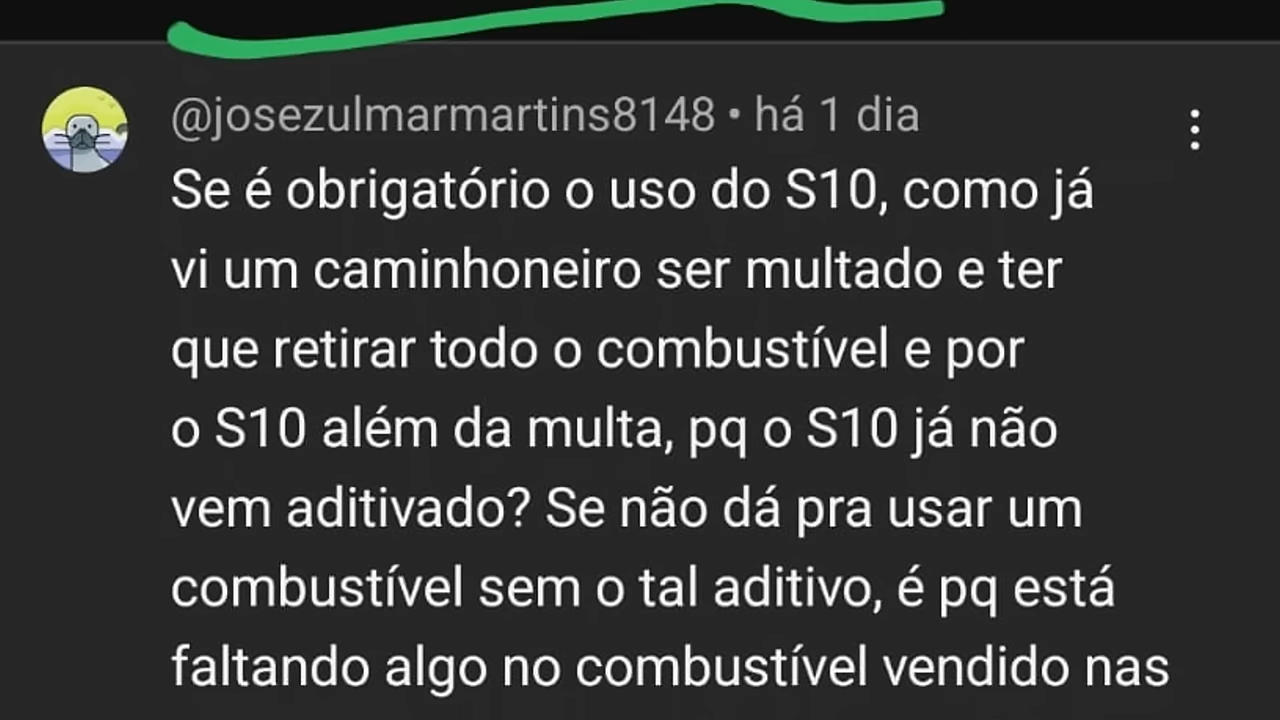 @josezulmarmartins8148 • há 1 dia
Se é obrigatório o uso do S10, como já
vi um caminhoneiro ser multado e ter
que retirar todo o combustível e por
o S10 além da multa, pq o S10 já não
vem aditivado? Se não dá pra usar um
combustível sem o tal aditivo, é pq está
faltando algo no combustível vendido nas